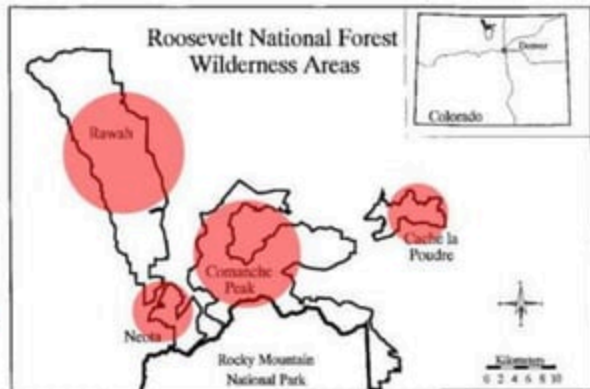 Roosevelt National Forest
Wilderness Areas
Denver
Colorado
Rawah
Cache la
Poudre
Comanche
Peak
Neota
Rocky Mountain
National Park
Kilometers
0 2 4 6 8 10